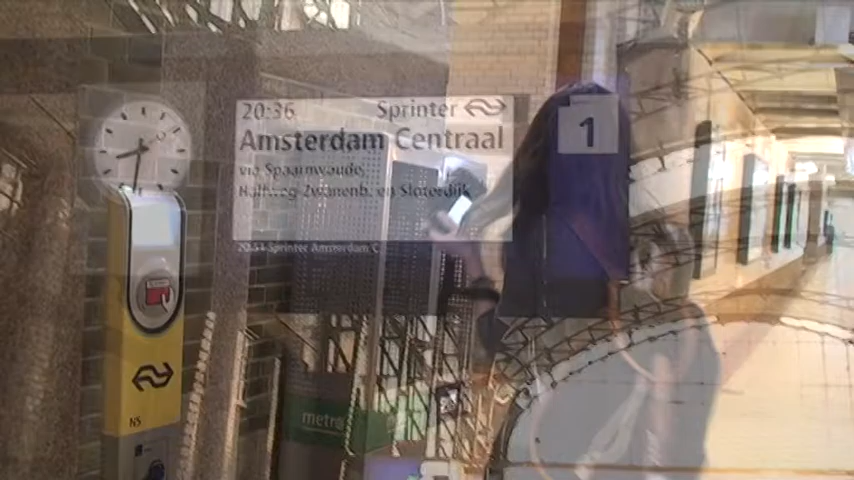 20:36 Sprinter
1
Amsterdam Centraal
via Spaarnwoude,
Halfweg-Zwanenb. en Sloterdijk
20:51 Sprinter Amsterdam C
metro
NS